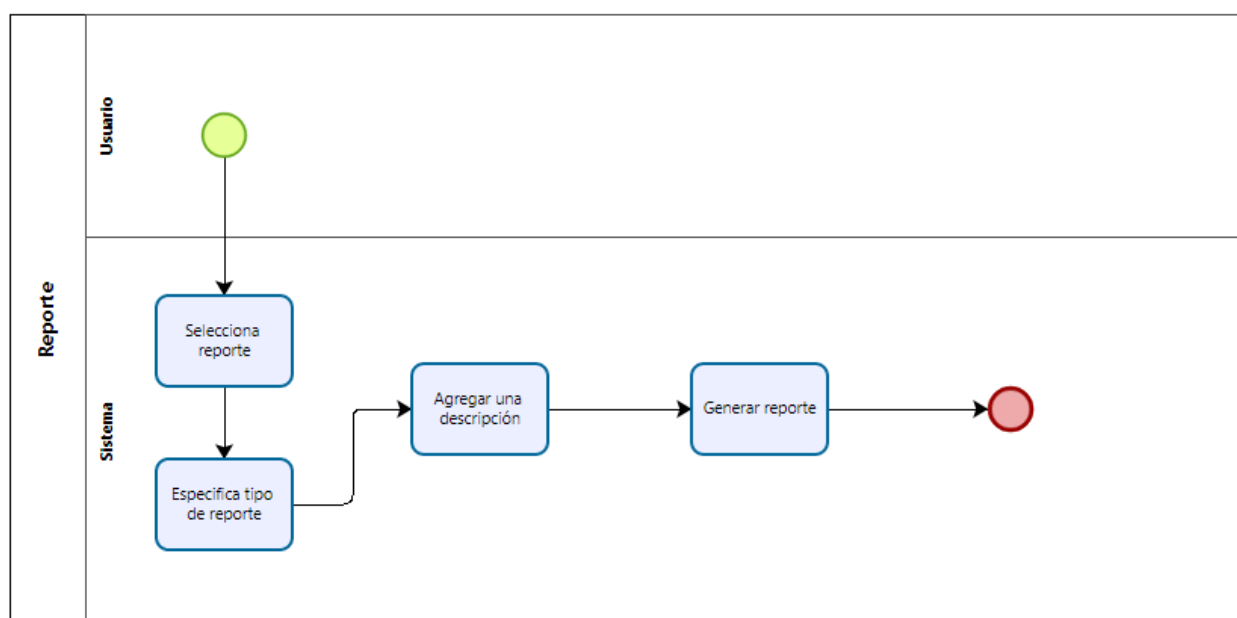 Reporte
Usuario
Sistema
Selecciona
reporte
Especifica tipo
de reporte
Agregar una
descripción
Generar reporte